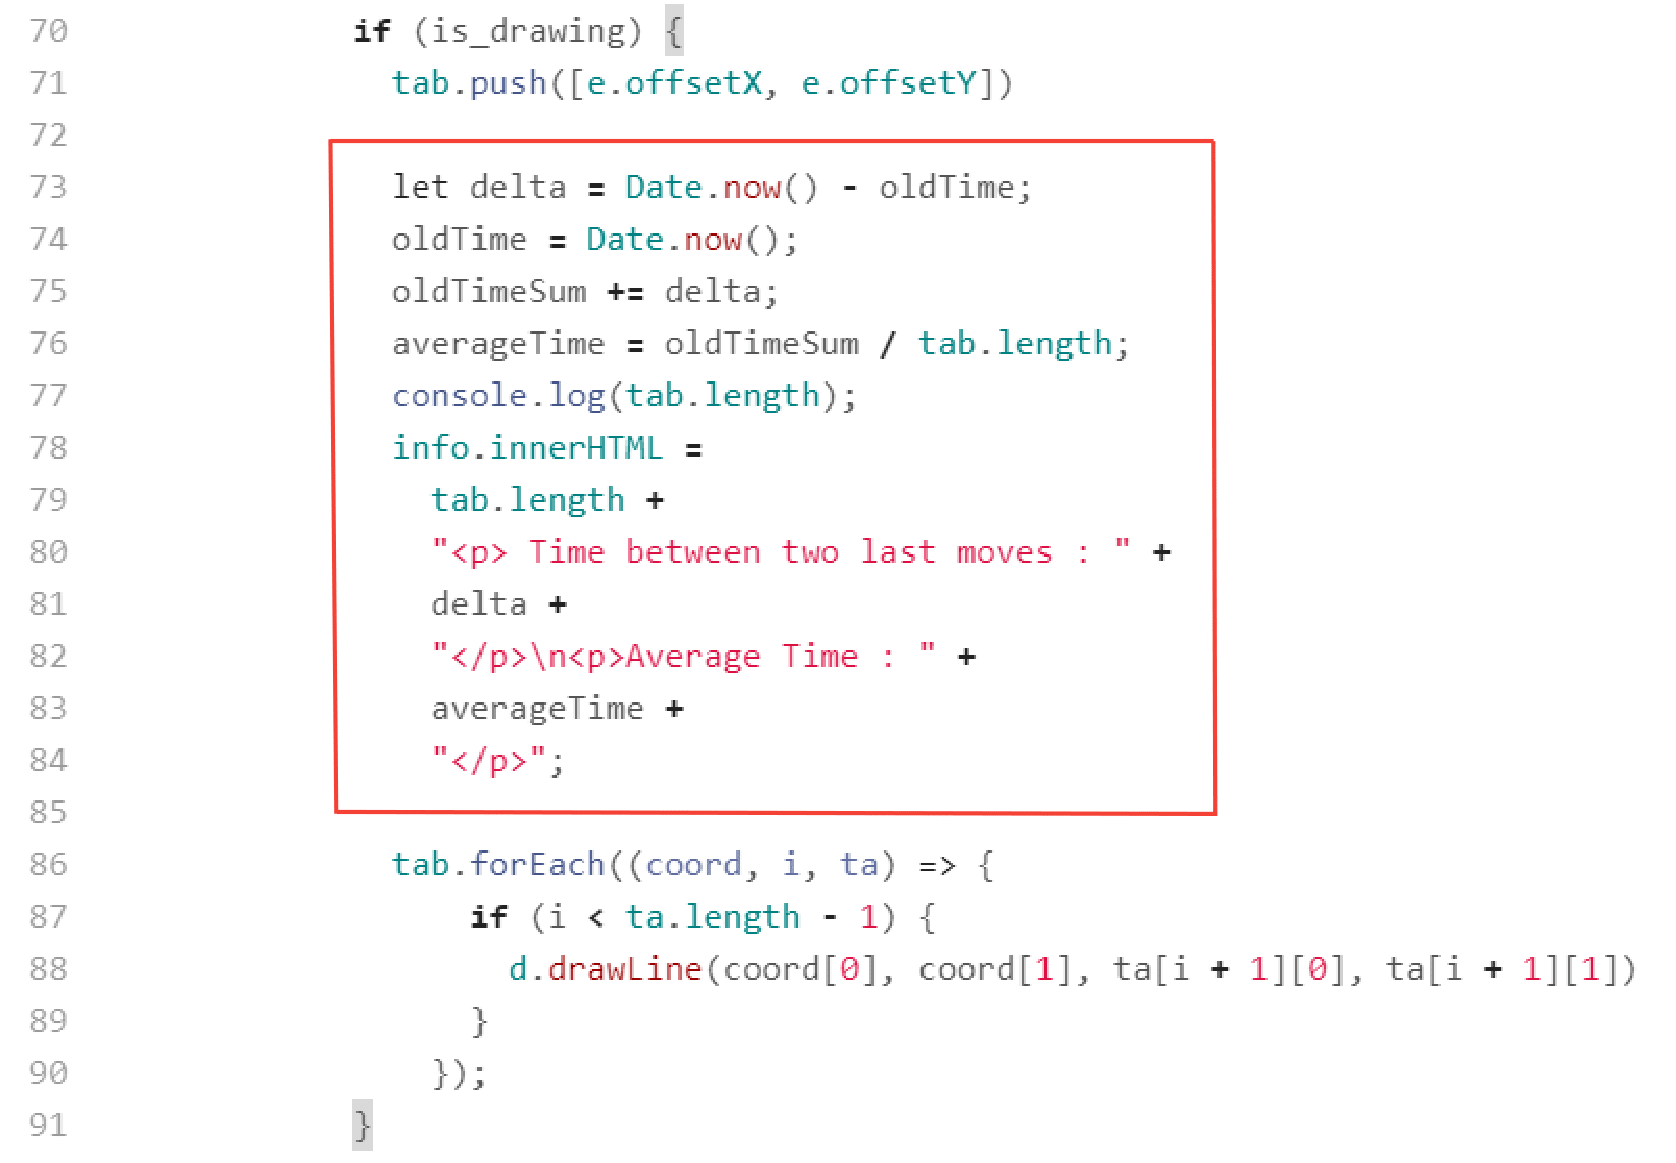 70 if (is_drawing) {
71 tab.push([e.offsetX, e.offsetY])
72
73 let delta = Date.now() - oldTime;
74 oldTime = Date.now();
75 oldTimeSum += delta;
76 averageTime = oldTimeSum / tab.length;
77 console.log(tab.length);
78 info.innerHTML =
79 tab.length +
80 "<p> Time between two last moves : " +
81 delta +
82 "</p>\n<p>Average Time : " +
83 averageTime +
84 "</p>";
85
86 tab.forEach((coord, i, ta) => {
87 if (i < ta.length - 1) {
88 d.drawLine(coord[0], coord[1], ta[i + 1][0], ta[i + 1][1])
89 }
90 });
91 }